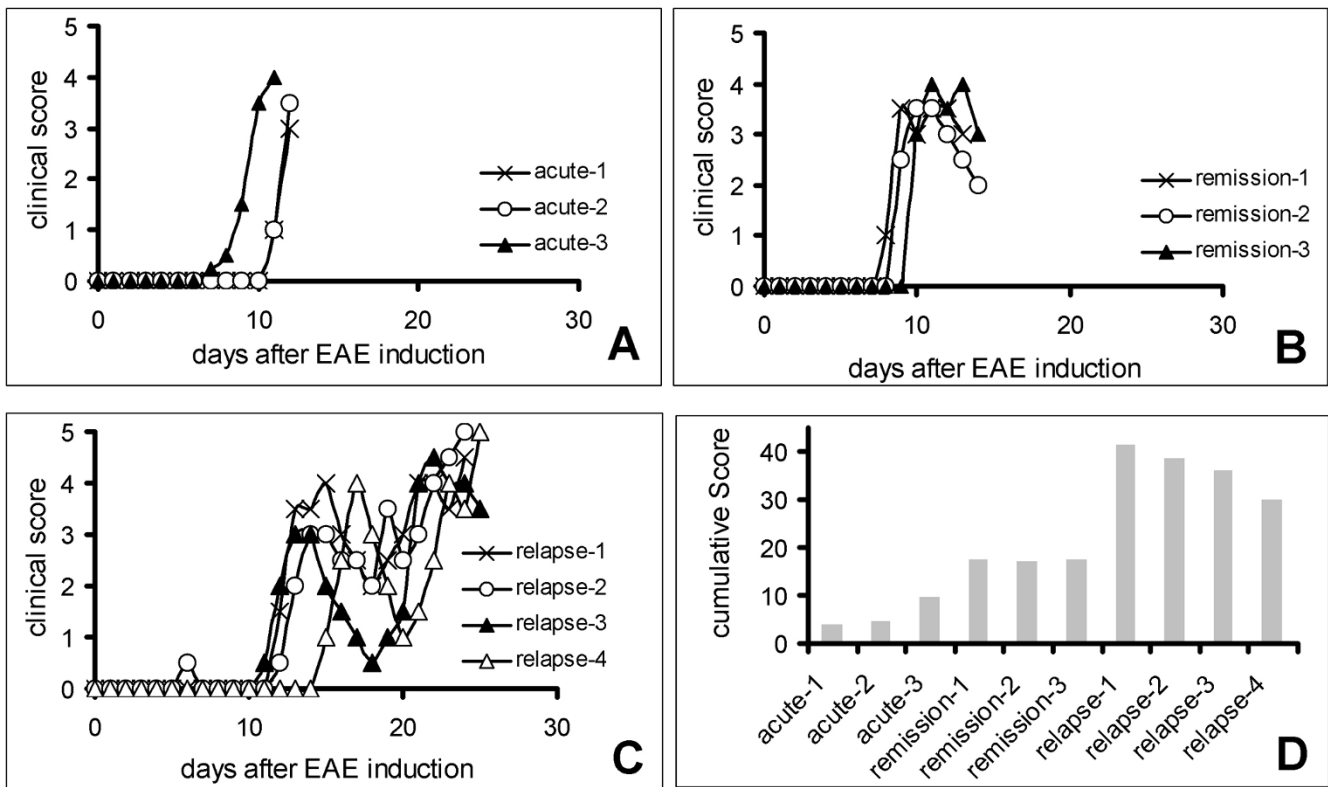 5
4
3
2
1
0
clinical score
acute-1
acute-2
acute-3
0 10 20 30
days after EAE induction
A
5
4
3
2
1
0
clinical score
remission-1
remission-2
remission-3
0 10 20 30
days after EAE induction
B
5
4
3
2
1
0
clinical score
relapse-1
relapse-2
relapse-3
relapse-4
0 10 20 30
days after EAE induction
C
40
30
20
10
0
cumulative Score
acute-1
acute-2
acute-3
remission-1
remission-2
remission-3
relapse-1
relapse-2
relapse-3
relapse-4
D